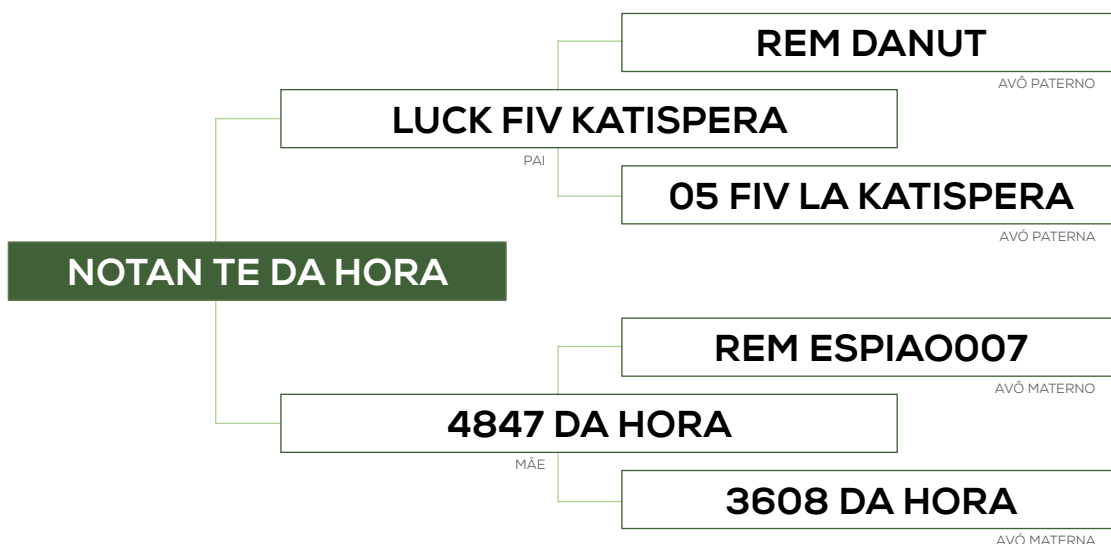 REM DANUT
AVÔ PATERNO
LUCK FIV KATISPERA
PAI
05 FIV LA KATISPERA
AVÓ PATERNA
NOTAN TE DA HORA
REM ESPIAO007
AVÔ MATERNO
4847 DA HORA
MÃE
3608 DA HORA
AVÓ MATERNA